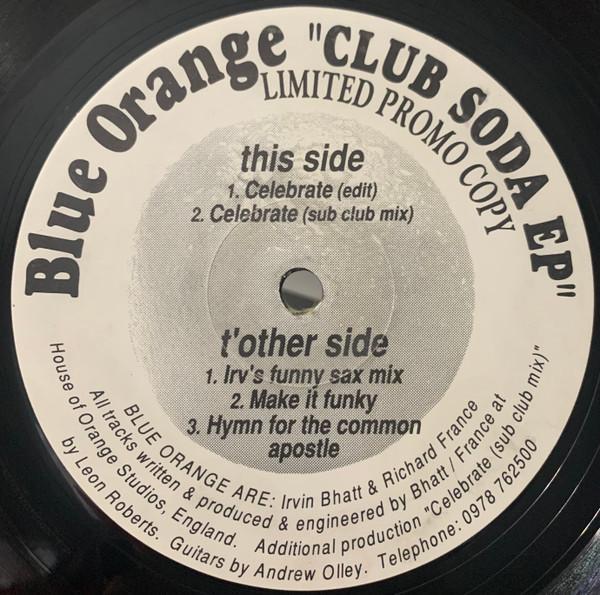 Blue Orange "CLUB SODA EP"
LIMITED PROMO COPY
this side
1. Celebrate (edit)
2. Celebrate (sub club mix)
t'other side
1. Irv's funny sax mix
2. Make it funky
3. Hymn for the common
apostle
BLUE ORANGE ARE: Irvin Bhatt & Richard France
All tracks written & produced & engineered by Bhatt / France at
House of Orange Studios, England. Additional production "Celebrate (sub club mix)"
by Leon Roberts. Guitars by Andrew Olley. Telephone: 0978 762500